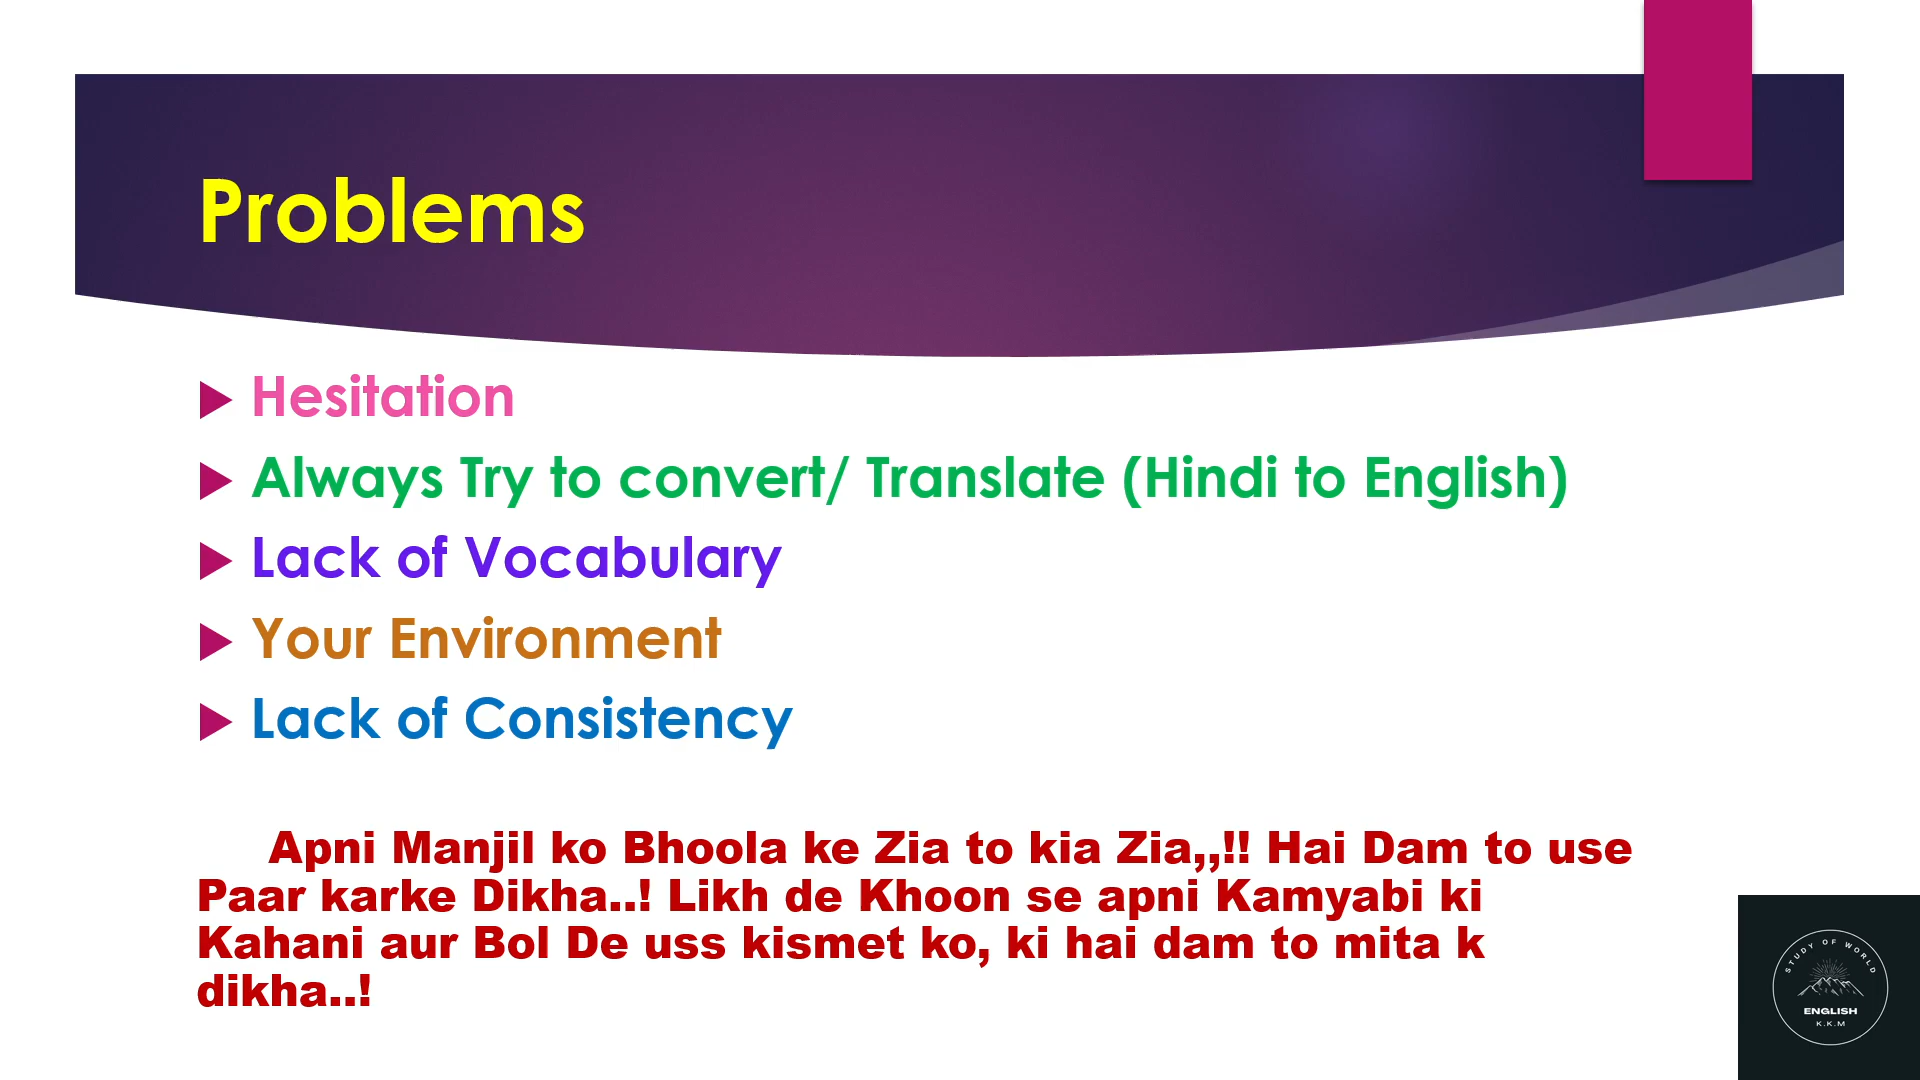 Problems
Hesitation
Always Try to convert/ Translate (Hindi to English)
Lack of Vocabulary
Your Environment
Lack of Consistency
Apni Manjil ko Bhoola ke Zia to kia Zia,,!! Hai Dam to use
Paar karke Dikha..! Likh de Khoon se apni Kamyabi ki
Kahani aur Bol De uss kismet ko, ki hai dam to mita k
dikha..!
STUDY OF WORLD
ENGLISH
K.K.M